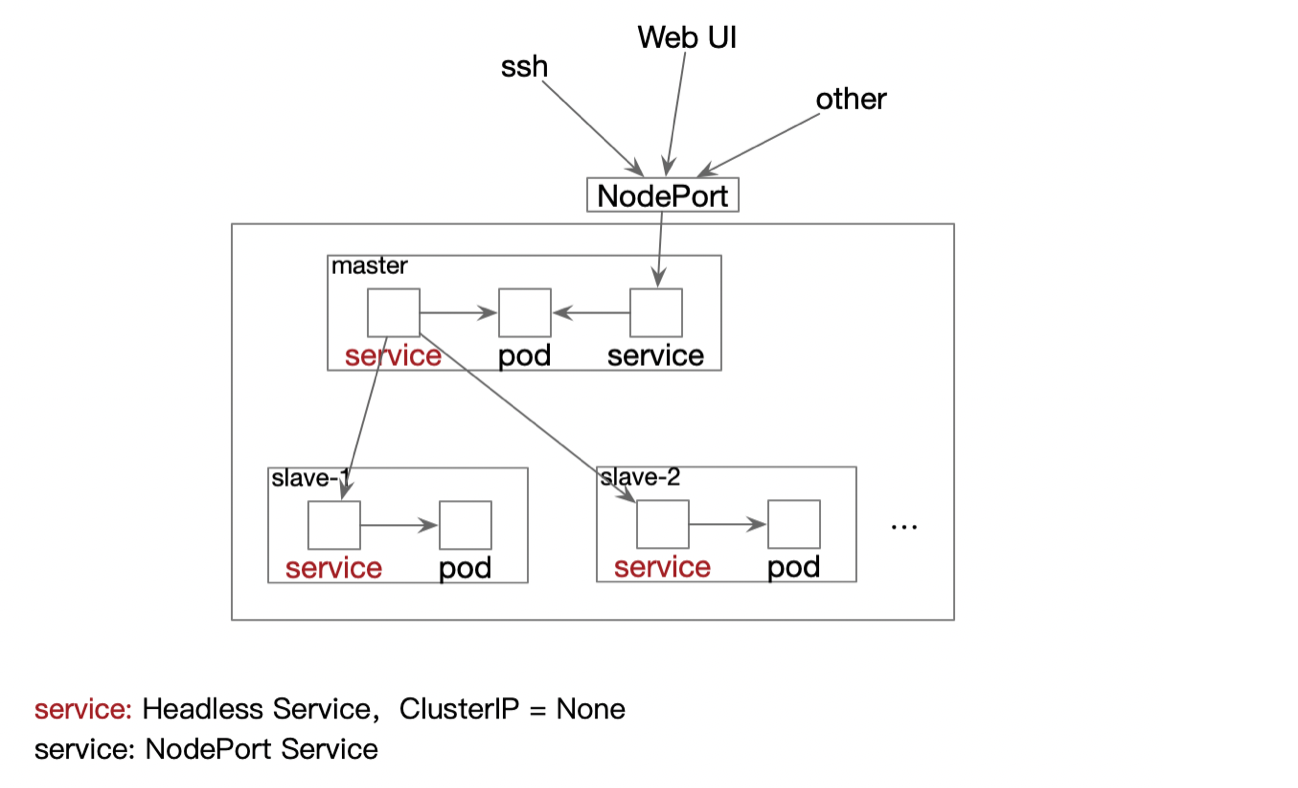 Web UI
ssh
other
NodePort
master
service pod service
slave-1 slave-2
service pod service pod
...
service: Headless Service，ClusterIP = None
service: NodePort Service